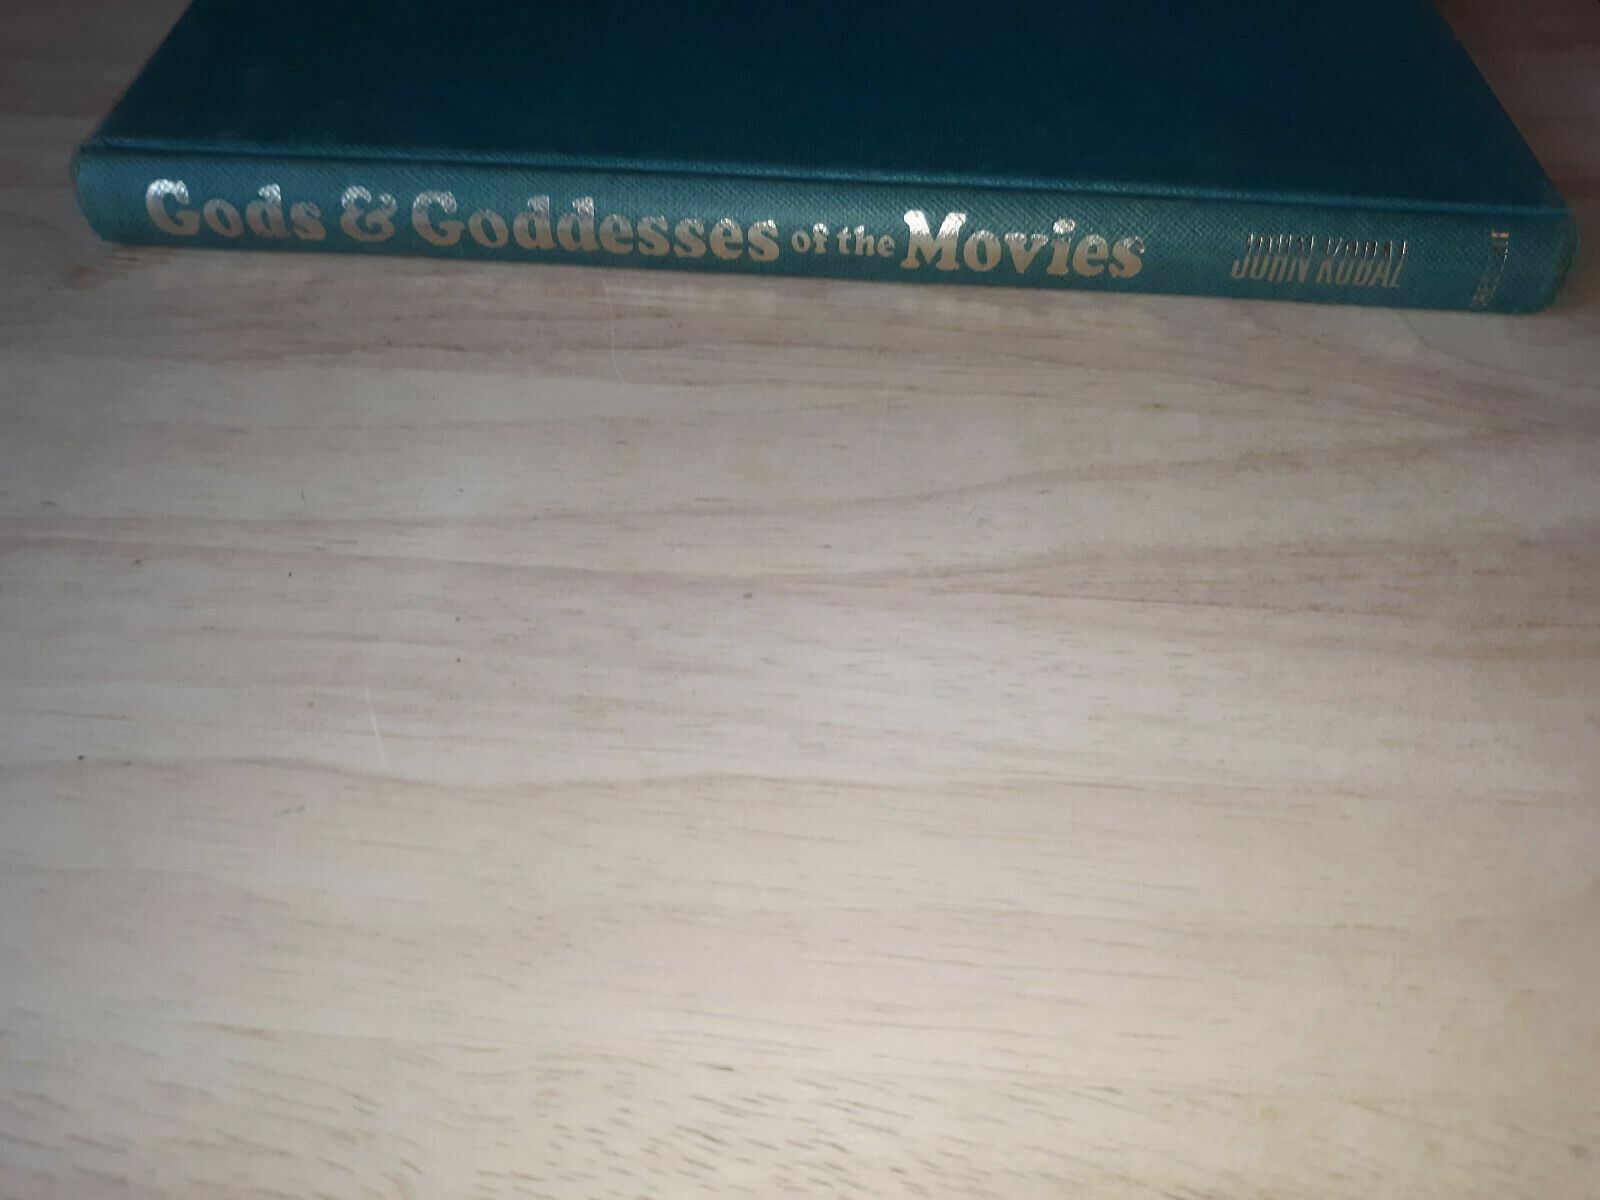 Gods & Goddesses of the Movies
JOHN KOBAL